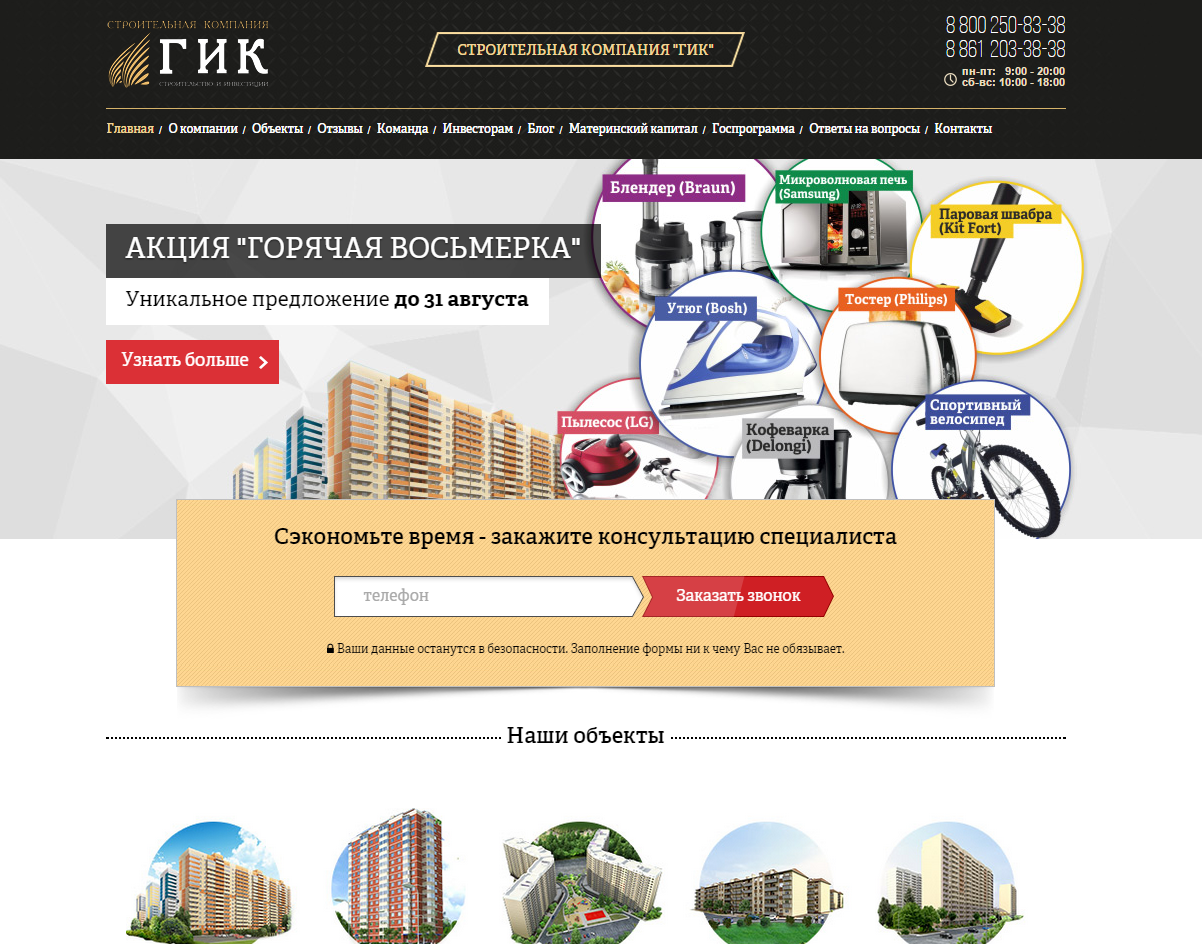 СТРОИТЕЛЬНАЯ КОМПАНИЯ
ГИК
СТРОИТЕЛЬСТВО И ИНВЕСТИЦИИ
СТРОИТЕЛЬНАЯ КОМПАНИЯ "ГИК"
8 800 250-83-38
8 861 203-38-38
пн-пт: 9:00 - 20:00
сб-вс: 10:00 - 18:00
Главная / О компании / Объекты / Отзывы / Команда / Инвесторам / Блог / Материнский капитал / Госпрограмма / Ответы на вопросы / Контакты
АКЦИЯ "ГОРЯЧАЯ ВОСЬМЕРКА"
Уникальное предложение до 31 августа
Узнать больше
Блендер (Braun)
Микроволновая печь
(Samsung)
Паровая швабра
(Kit Fort)
Утюг (Bosh)
Тостер (Philips)
Пылесос (LG)
Кофеварка
(Delongi)
Спортивный
велосипед
Сэкономьте время - закажите консультацию специалиста
телефон
Заказать звонок
Ваши данные останутся в безопасности. Заполнение формы ни к чему Вас не обязывает.
Наши объекты